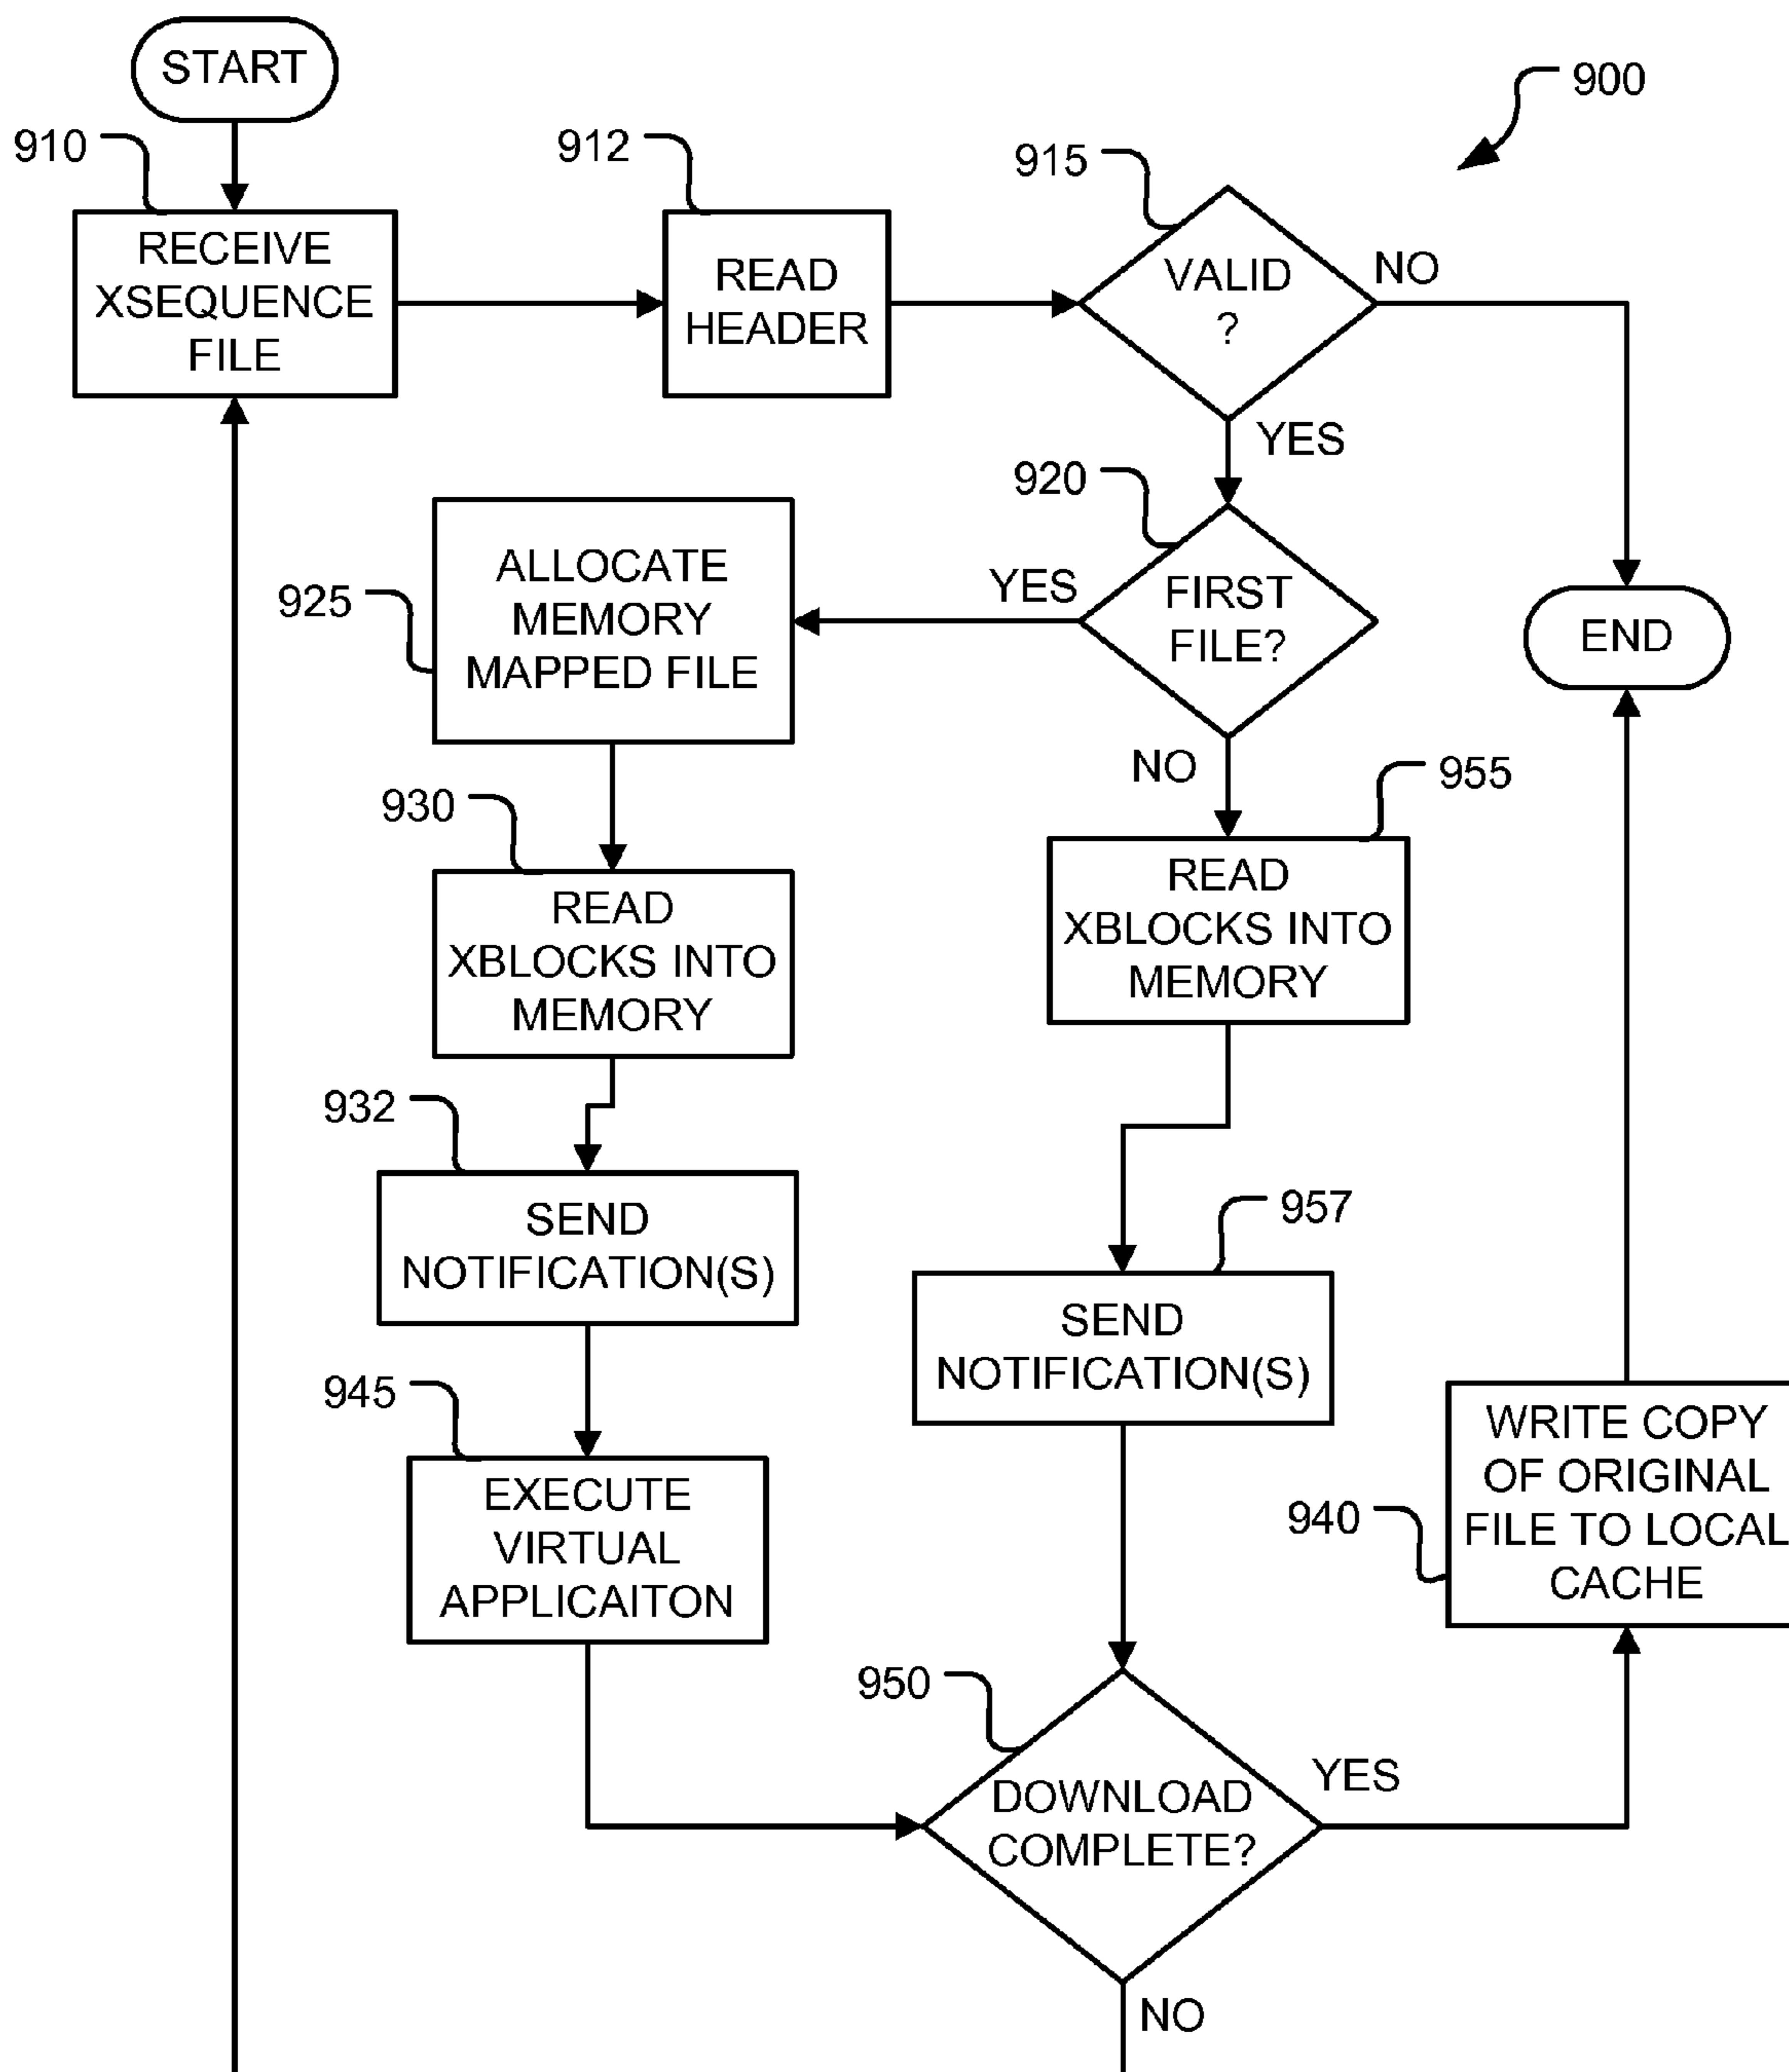 START
900
910
912
915
RECEIVE
XSEQUENCE
FILE
READ
HEADER
VALID
?
NO
YES
920
925
ALLOCATE
MEMORY
MAPPED FILE
YES
FIRST
FILE?
END
NO
955
930
READ
XBLOCKS INTO
MEMORY
READ
XBLOCKS INTO
MEMORY
932
SEND
NOTIFICATION(S)
957
SEND
NOTIFICATION(S)
945
EXECUTE
VIRTUAL
APPLICAITON
940
WRITE COPY
OF ORIGINAL
FILE TO LOCAL
CACHE
950
DOWNLOAD
COMPLETE?
YES
NO